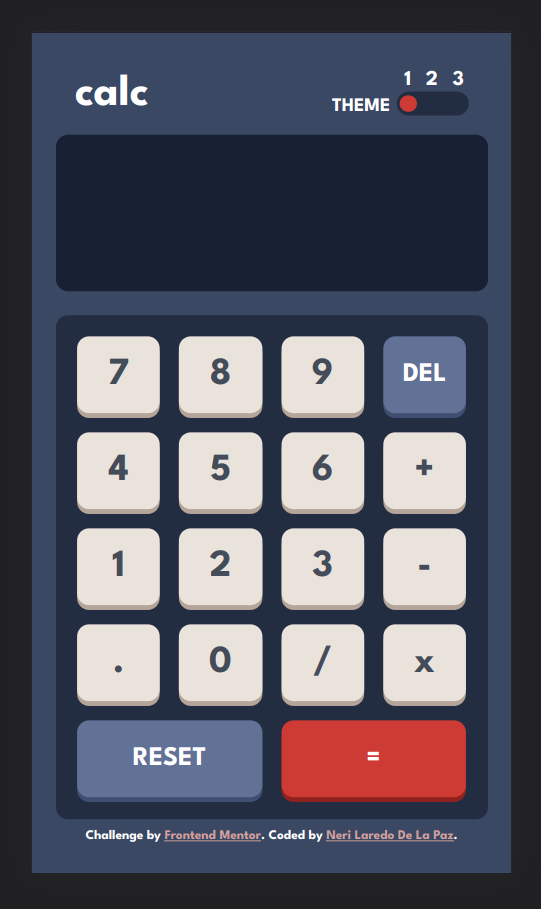 1 2 3
calc
THEME
7 8 9 DEL
4 5 6 +
1 2 3 -
. 0 / x
RESET =
Challenge by Frontend Mentor. Coded by Neri Laredo De La Paz.